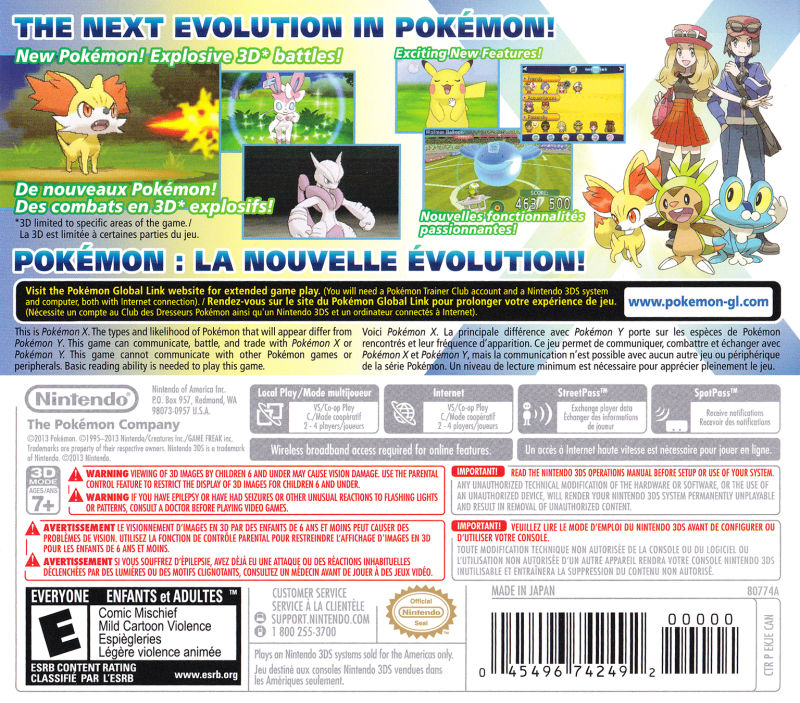 THE NEXT EVOLUTION IN POKÉMON!
New Pokémon! Explosive 3D* battles!
Exciting New Features!
De nouveaux Pokémon!
Des combats en 3D* explosifs!
*3D limited to specific areas of the game./
La 3D est limitée à certaines parties du jeu.
Friends
Acquaintances
Passersby
SCORE:
463 500
Nouvelles fonctionnalités
passionnantes!
POKÉMON : LA NOUVELLE ÉVOLUTION!
Visit the Pokémon Global Link website for extended game play. (You will need a Pokémon Trainer Club account and a Nintendo 3DS system
and computer, both with Internet connection). / Rendez-vous sur le site du Pokémon Global Link pour prolonger votre expérience de jeu.
(Nécessite un compte au Club des Dresseurs Pokémon ainsi qu'un Nintendo 3DS et un ordinateur connectés à Internet).
www.pokemon-gl.com
This is Pokémon X. The types and likelihood of Pokémon that will appear differ from
Pokémon Y. This game can communicate, battle, and trade with Pokémon X or
Pokémon Y. This game cannot communicate with other Pokémon games or
peripherals. Basic reading ability is needed to play this game.
Voici Pokémon X. La principale différence avec Pokémon Y porte sur les espèces de Pokémon
rencontrés et leur fréquence d'apparition. Ce jeu permet de communiquer, combattre et échanger avec
Pokémon X et Pokémon Y, mais la communication n'est possible avec aucun autre jeu ou périphérique
de la série Pokémon. Un niveau de lecture minimum est nécessaire pour apprécier pleinement le jeu.
Nintendo
Nintendo of America Inc.
P.O. Box 957, Redmond, WA
98073-0957 U.S.A.
The Pokémon Company
©2013 Pokémon. ©1995–2013 Nintendo/Creatures Inc./GAME FREAK inc.
Trademarks are property of their respective owners. Nintendo 3DS is a trademark
of Nintendo. ©2013 Nintendo.
Local Play/Mode multijoueur
VS/Co-op Play
C./Mode coopératif
2 - 4 players/joueurs
Internet
VS/Co-op Play
C./Mode coopératif
2 - 4 players/joueurs
StreetPass™
Exchange player data
Échanger des informations
de joueur
SpotPass™
Receive notifications
Recevoir des notifications
Wireless broadband access required for online features.
Un accès à Internet haute vitesse est nécessaire pour jouer en ligne.
3D
MODE
AGES/ANS
7+
WARNING VIEWING OF 3D IMAGES BY CHILDREN 6 AND UNDER MAY CAUSE VISION DAMAGE. USE THE PARENTAL
CONTROL FEATURE TO RESTRICT THE DISPLAY OF 3D IMAGES FOR CHILDREN 6 AND UNDER.
WARNING IF YOU HAVE EPILEPSY OR HAVE HAD SEIZURES OR OTHER UNUSUAL REACTIONS TO FLASHING LIGHTS
OR PATTERNS, CONSULT A DOCTOR BEFORE PLAYING VIDEO GAMES.
IMPORTANT! READ THE NINTENDO 3DS OPERATIONS MANUAL BEFORE SETUP OR USE OF YOUR SYSTEM.
ANY UNAUTHORIZED TECHNICAL MODIFICATION OF THE HARDWARE OR SOFTWARE, OR THE USE OF
AN UNAUTHORIZED DEVICE, WILL RENDER YOUR NINTENDO 3DS SYSTEM PERMANENTLY UNPLAYABLE
AND RESULT IN REMOVAL OF UNAUTHORIZED CONTENT.
AVERTISSEMENT LE VISIONNEMENT D'IMAGES EN 3D PAR DES ENFANTS DE 6 ANS ET MOINS PEUT CAUSER DES
PROBLÈMES DE VISION. UTILISEZ LA FONCTION DE CONTRÔLE PARENTAL POUR RESTREINDRE L'AFFICHAGE D'IMAGES EN 3D
POUR LES ENFANTS DE 6 ANS ET MOINS.
AVERTISSEMENT SI VOUS SOUFFREZ D'ÉPILEPSIE, AVEZ DÉJÀ EU UNE ATTAQUE OU DES RÉACTIONS INHABITUELLES
DÉCLENCHÉES PAR DES LUMIÈRES OU DES MOTIFS CLIGNOTANTS, CONSULTEZ UN MÉDECIN AVANT DE JOUER À DES JEUX VIDÉO.
IMPORTANT! VEUILLEZ LIRE LE MODE D'EMPLOI DU NINTENDO 3DS AVANT DE CONFIGURER OU
D'UTILISER VOTRE CONSOLE.
TOUTE MODIFICATION TECHNIQUE NON AUTORISÉE DE LA CONSOLE OU DU LOGICIEL OU
L'UTILISATION NON AUTORISÉE D'UN AUTRE APPAREIL RENDRA VOTRE CONSOLE NINTENDO 3DS
INUTILISABLE ET ENTRAÎNERA LA SUPPRESSION DU CONTENU NON AUTORISÉ.
EVERYONE ENFANTS et ADULTES ™
E
Comic Mischief
Mild Cartoon Violence
Espiègleries
Légère violence animée
ESRB CONTENT RATING
CLASSIFIÉ PAR L'ESRB
www.esrb.org
CUSTOMER SERVICE
SERVICE À LA CLIENTÈLE
SUPPORT.NINTENDO.COM
1 800 255-3700
Official
Nintendo
Seal
Plays on Nintendo 3DS systems sold for the Americas only.
Jeu destiné aux consoles Nintendo 3DS vendues dans
les Amériques seulement.
MADE IN JAPAN
80774A
0 45496 74249 2
00000
CTR P EKJE CAN